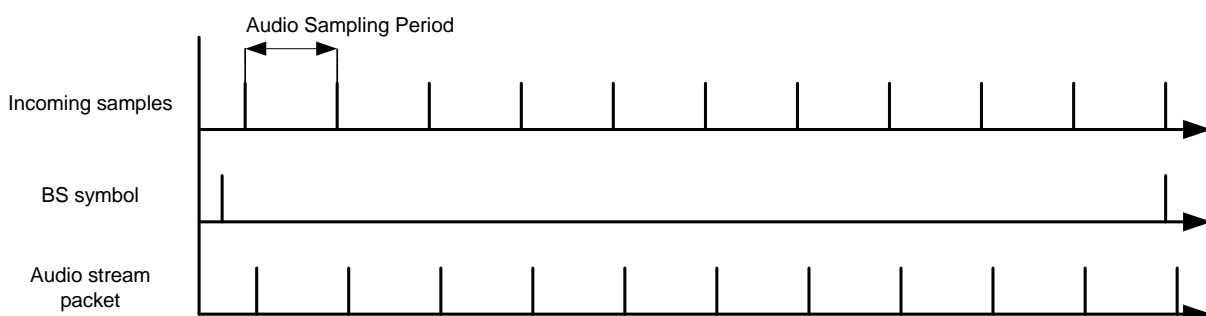 Audio Sampling Period
Incoming samples
BS symbol
Audio stream
packet